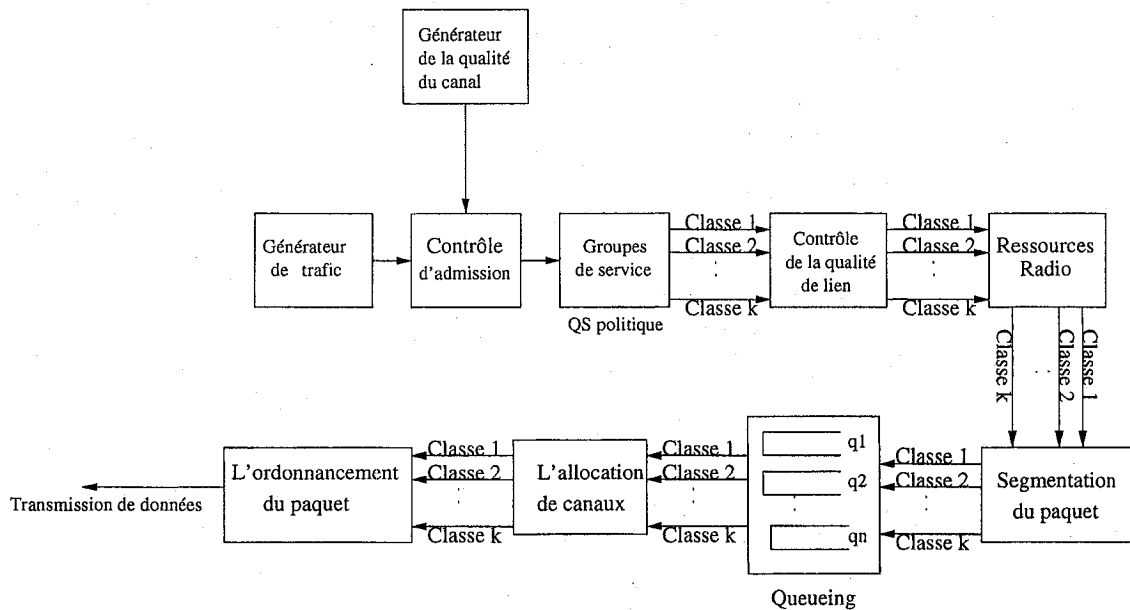 Générateur
de la qualité
du canal
Générateur
de trafic
Contrôle
d'admission
Groupes
de service
QS politique
Classe 1
Classe 2
Classe k
Contrôle
de la qualité
de lien
Classe 1
Classe 2
Classe k
Ressources
Radio
Classe k
Classe 2
Classe 1
Segmentation
du paquet
Classe 1
Classe 2
Classe k
q1
q2
qn
Queueing
Classe 1
Classe 2
Classe k
L'allocation
de canaux
Classe 1
Classe 2
Classe k
L'ordonnancement
du paquet
Transmission de données